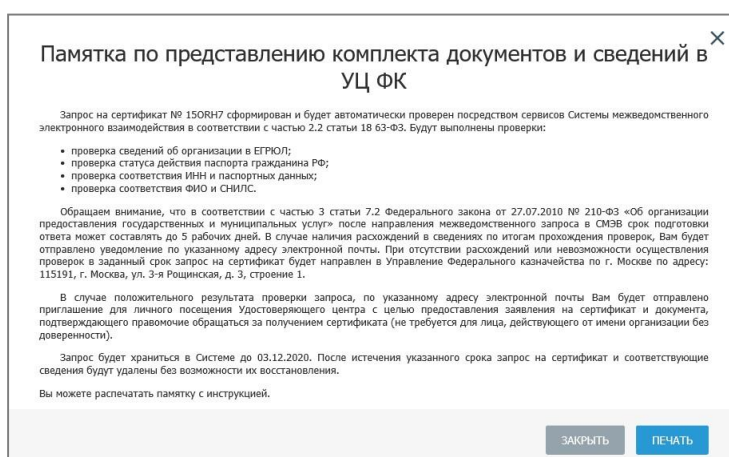 Памятка по представлению комплекта документов и сведений в
УЦ ФК
Запрос на сертификат № 15ORH7 сформирован и будет автоматически проверен посредством сервисов Системы межведомственного
электронного взаимодействия в соответствии с частью 2.2 статьи 18 63-ФЗ. Будут выполнены проверки:
• проверка сведений об организации в ЕГРЮЛ;
• проверка статуса действия паспорта гражданина РФ;
• проверка соответствия ИНН и паспортных данных;
• проверка соответствия ФИО и СНИЛС.
Обращаем внимание, что в соответствии с частью 3 статьи 7.2 Федерального закона от 27.07.2010 № 210-ФЗ «Об организации
предоставления государственных и муниципальных услуг» после направления межведомственного запроса в СМЭВ срок подготовки
ответа может составлять до 5 рабочих дней. В случае наличия расхождений в сведениях по итогам прохождения проверок, Вам будет
отправлено уведомление по указанному адресу электронной почты. При отсутствии расхождений или невозможности осуществления
проверок в заданный срок запрос на сертификат будет направлен в Управление Федерального казначейства по г. Москве по адресу:
115191, г. Москва, ул. 3-я Рощинская, д. 3, строение 1.
В случае положительного результата проверки запроса, по указанному адресу электронной почты Вам будет отправлено
приглашение для личного посещения Удостоверяющего центра с целью предоставления заявления на сертификат и документа,
подтверждающего правомочие обращаться за получением сертификата (не требуется для лица, действующего от имени организации без
доверенности).
Запрос будет храниться в Системе до 03.12.2020. После истечения указанного срока запрос на сертификат и соответствующие
сведения будут удалены без возможности их восстановления.
Вы можете распечатать памятку с инструкцией.
ЗАКРЫТЬ ПЕЧАТЬ